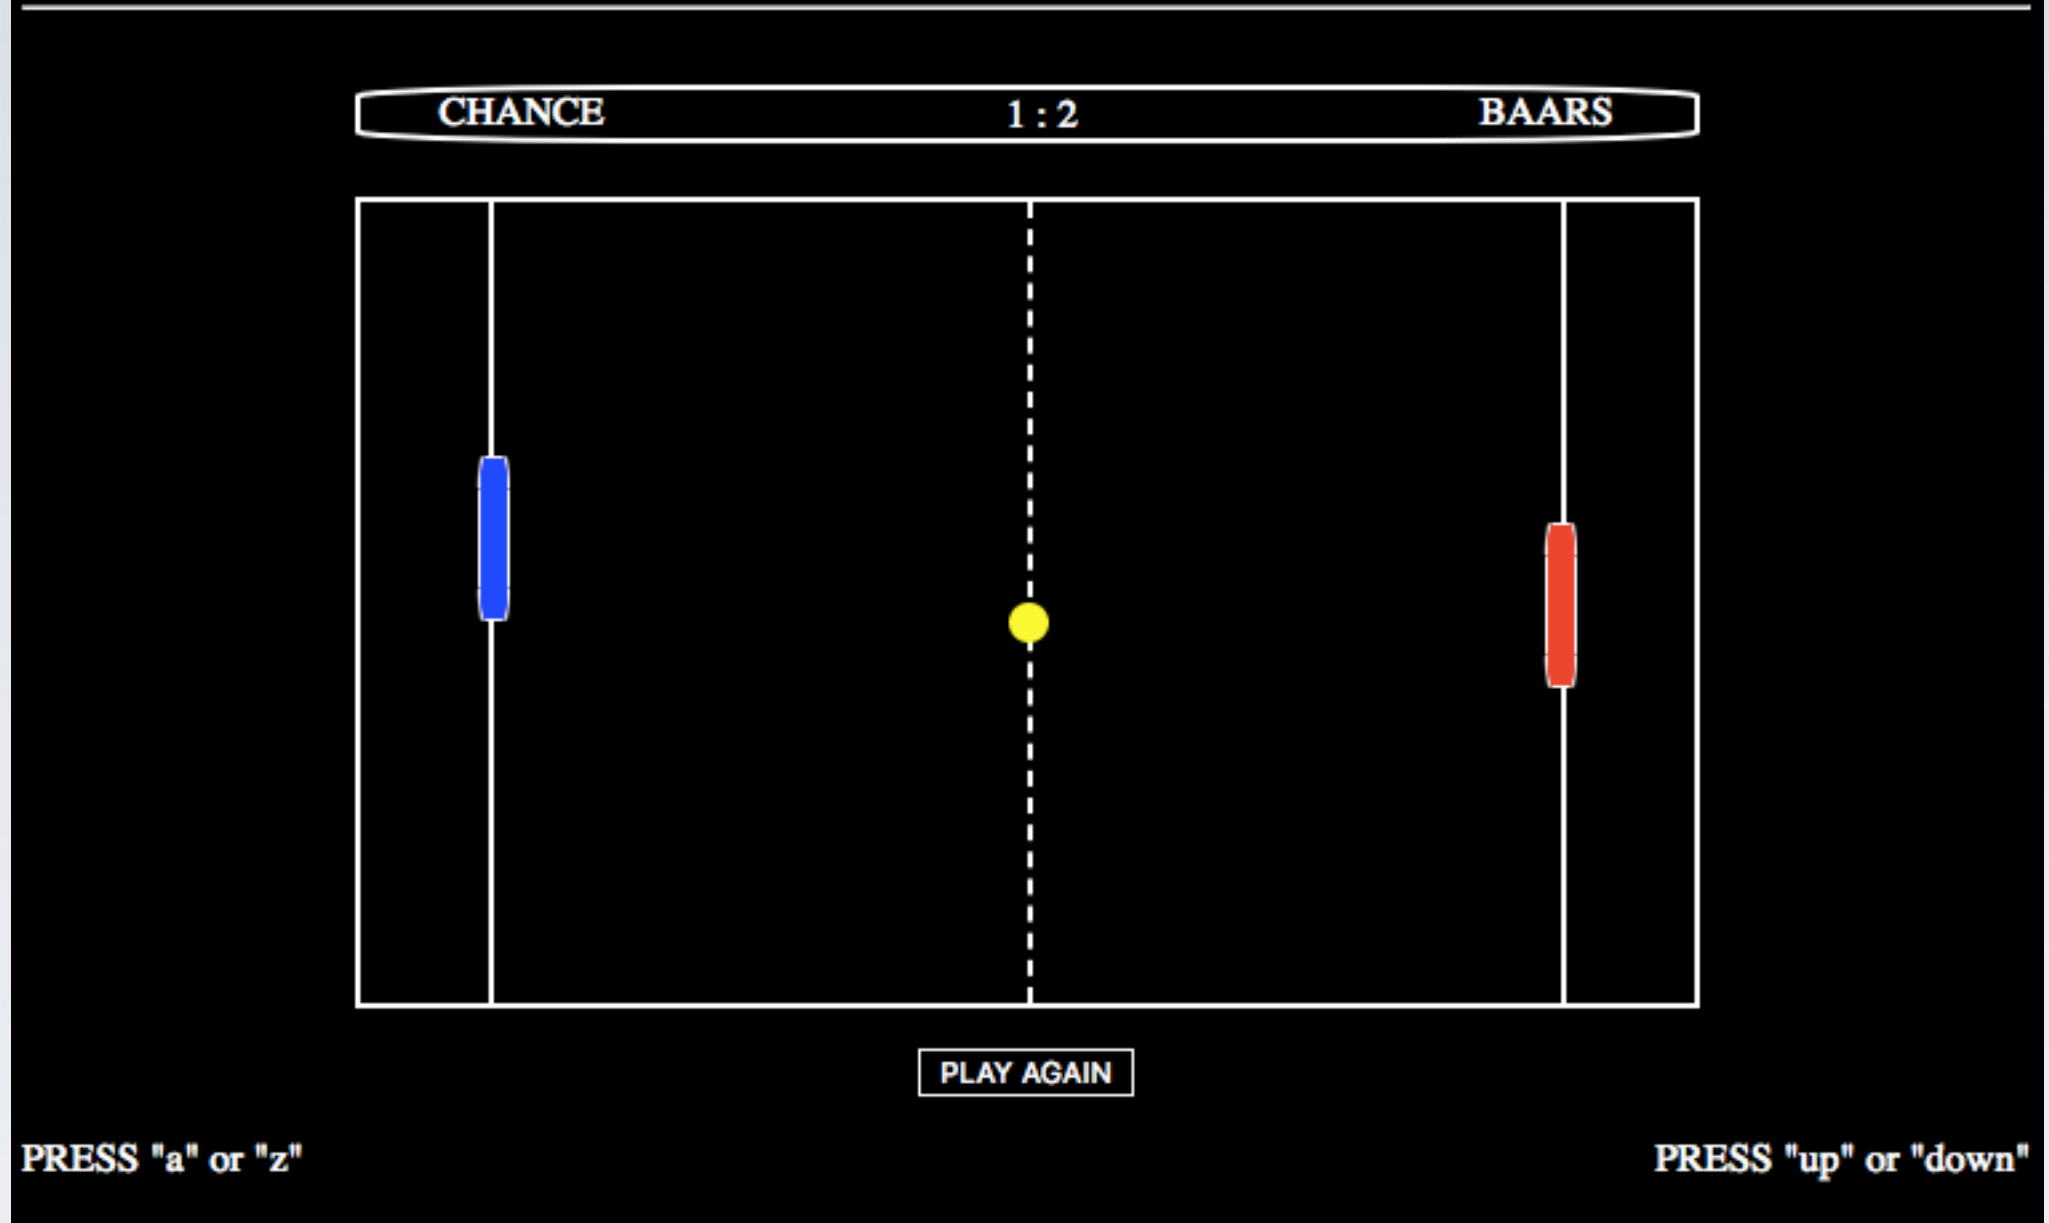 CHANCE 1 : 2 BAARS
PLAY AGAIN
PRESS "a" or "z" PRESS "up" or "down"